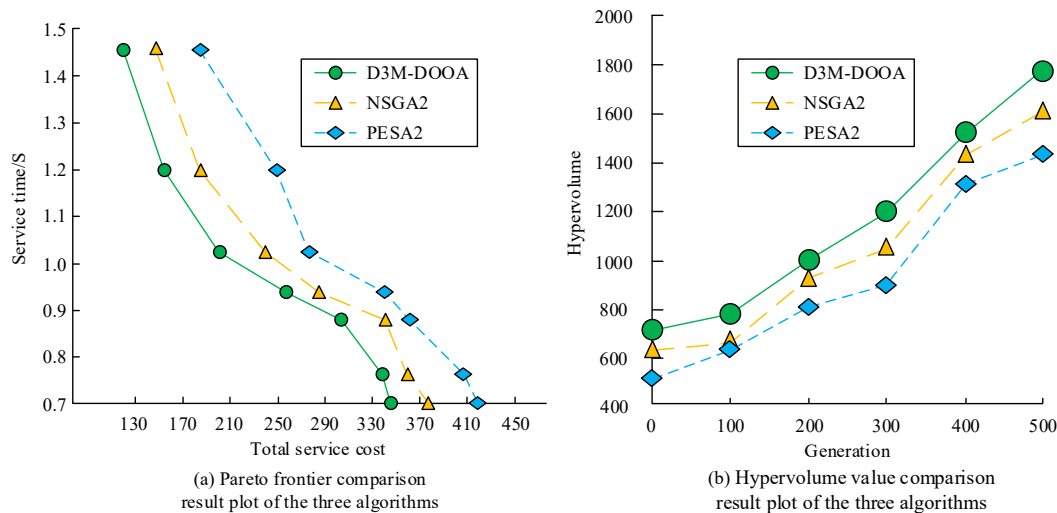 1.5
1.4
1.3
1.2
1.1
1.0
0.9
0.8
0.7
Service time/S
D3M-DOOA
NSGA2
PESA2
130 170 210 250 290 330 370 410 450
Total service cost
(a) Pareto frontier comparison
result plot of the three algorithms
2000
1800
1600
1400
1200
1000
800
600
400
Hypervolume
D3M-DOOA
NSGA2
PESA2
0 100 200 300 400 500
Generation
(b) Hypervolume value comparison
result plot of the three algorithms